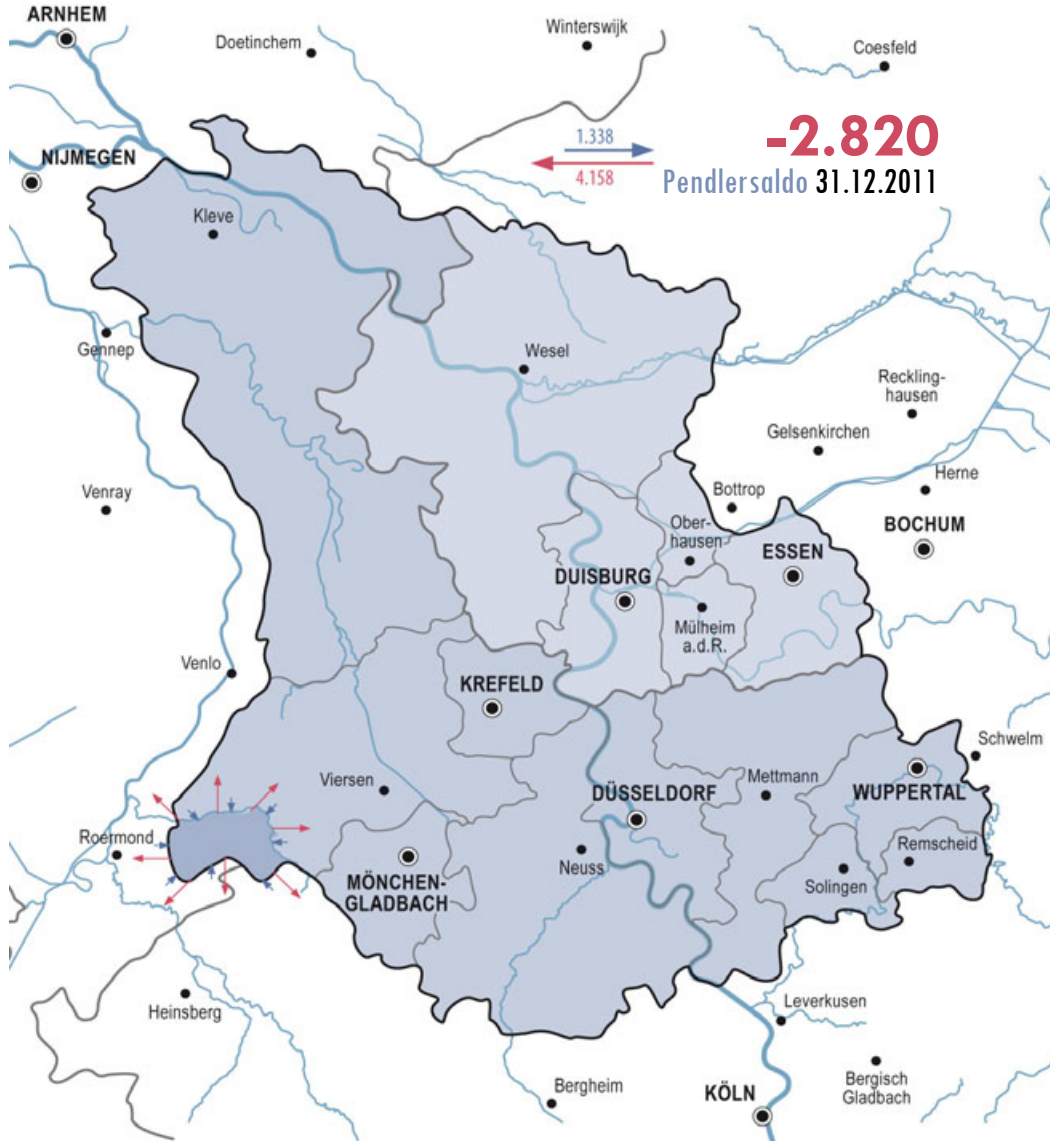 ARNHEM
Doetinchem
Winterswijk
Coesfeld
1.338
-2.820
4.158
Pendlersaldo 31.12.2011
NIJMEGEN
Kleve
Gennep
Wesel
Reckling-
hausen
Gelsenkirchen
Herne
Venray
Bottrop
Ober-
hausen
BOCHUM
ESSEN
DUISBURG
Mülheim
a.d.R.
Venlo
KREFELD
Schwelm
Viersen
Mettmann
DÜSSELDORF
WUPPERTAL
Roermond
Neuss
Remscheid
Solingen
MÖNCHEN-
GLADBACH
Heinsberg
Leverkusen
Bergheim
KÖLN
Bergisch
Gladbach